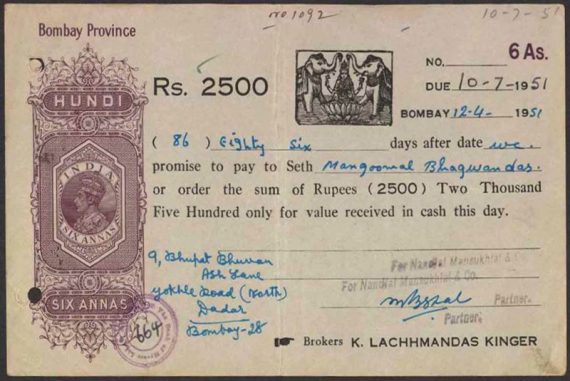 no 1092
10-7-51
Bombay Province
6 As.
HUNDI
Rs. 2500
NO.
DUE 10-7-1951
BOMBAY 12-4-1951
INDIA
SIX ANNAS
( 86 ) Eighty Six days after date we.
promise to pay to Seth Mangoomal Bhagwandas.
or order the sum of Rupees (2500) Two Thousand
Five Hundred only for value received in cash this day.
9, Bhupat Bhuvan
Ash Lane
Gokhle Road (North)
Dadar
Bombay-28
For Nandlal Mansukhlal & Co.
For Nandlal Mansukhlal & Co.
Partner.
Partner.
SIX ANNAS
664
Brokers K. LACHHMANDAS KINGER